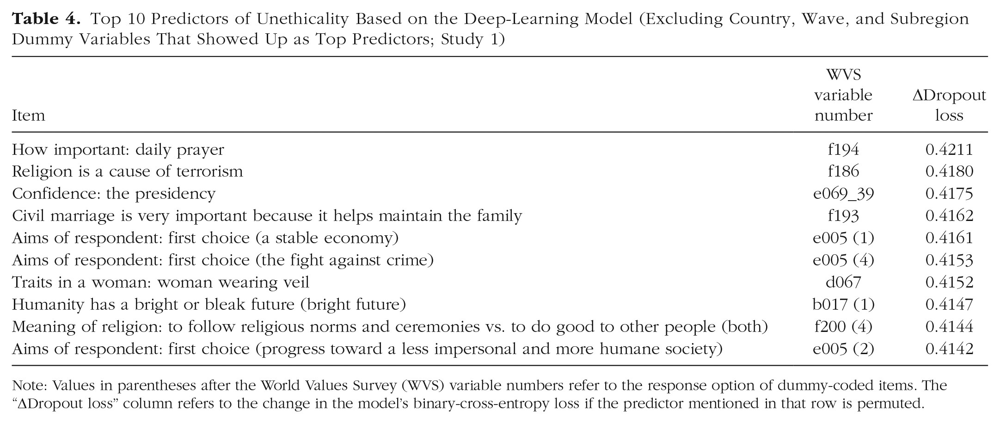 Table 4. Top 10 Predictors of Unethicality Based on the Deep-Learning Model (Excluding Country, Wave, and Subregion
Dummy Variables That Showed Up as Top Predictors; Study 1)
Item WVS variable number ΔDropout loss
How important: daily prayer f194 0.4211
Religion is a cause of terrorism f186 0.4180
Confidence: the presidency e069_39 0.4175
Civil marriage is very important because it helps maintain the family f193 0.4162
Aims of respondent: first choice (a stable economy) e005 (1) 0.4161
Aims of respondent: first choice (the fight against crime) e005 (4) 0.4153
Traits in a woman: woman wearing veil d067 0.4152
Humanity has a bright or bleak future (bright future) b017 (1) 0.4147
Meaning of religion: to follow religious norms and ceremonies vs. to do good to other people (both) f200 (4) 0.4144
Aims of respondent: first choice (progress toward a less impersonal and more humane society) e005 (2) 0.4142
Note: Values in parentheses after the World Values Survey (WVS) variable numbers refer to the response option of dummy-coded items. The
“ΔDropout loss” column refers to the change in the model’s binary-cross-entropy loss if the predictor mentioned in that row is permuted.